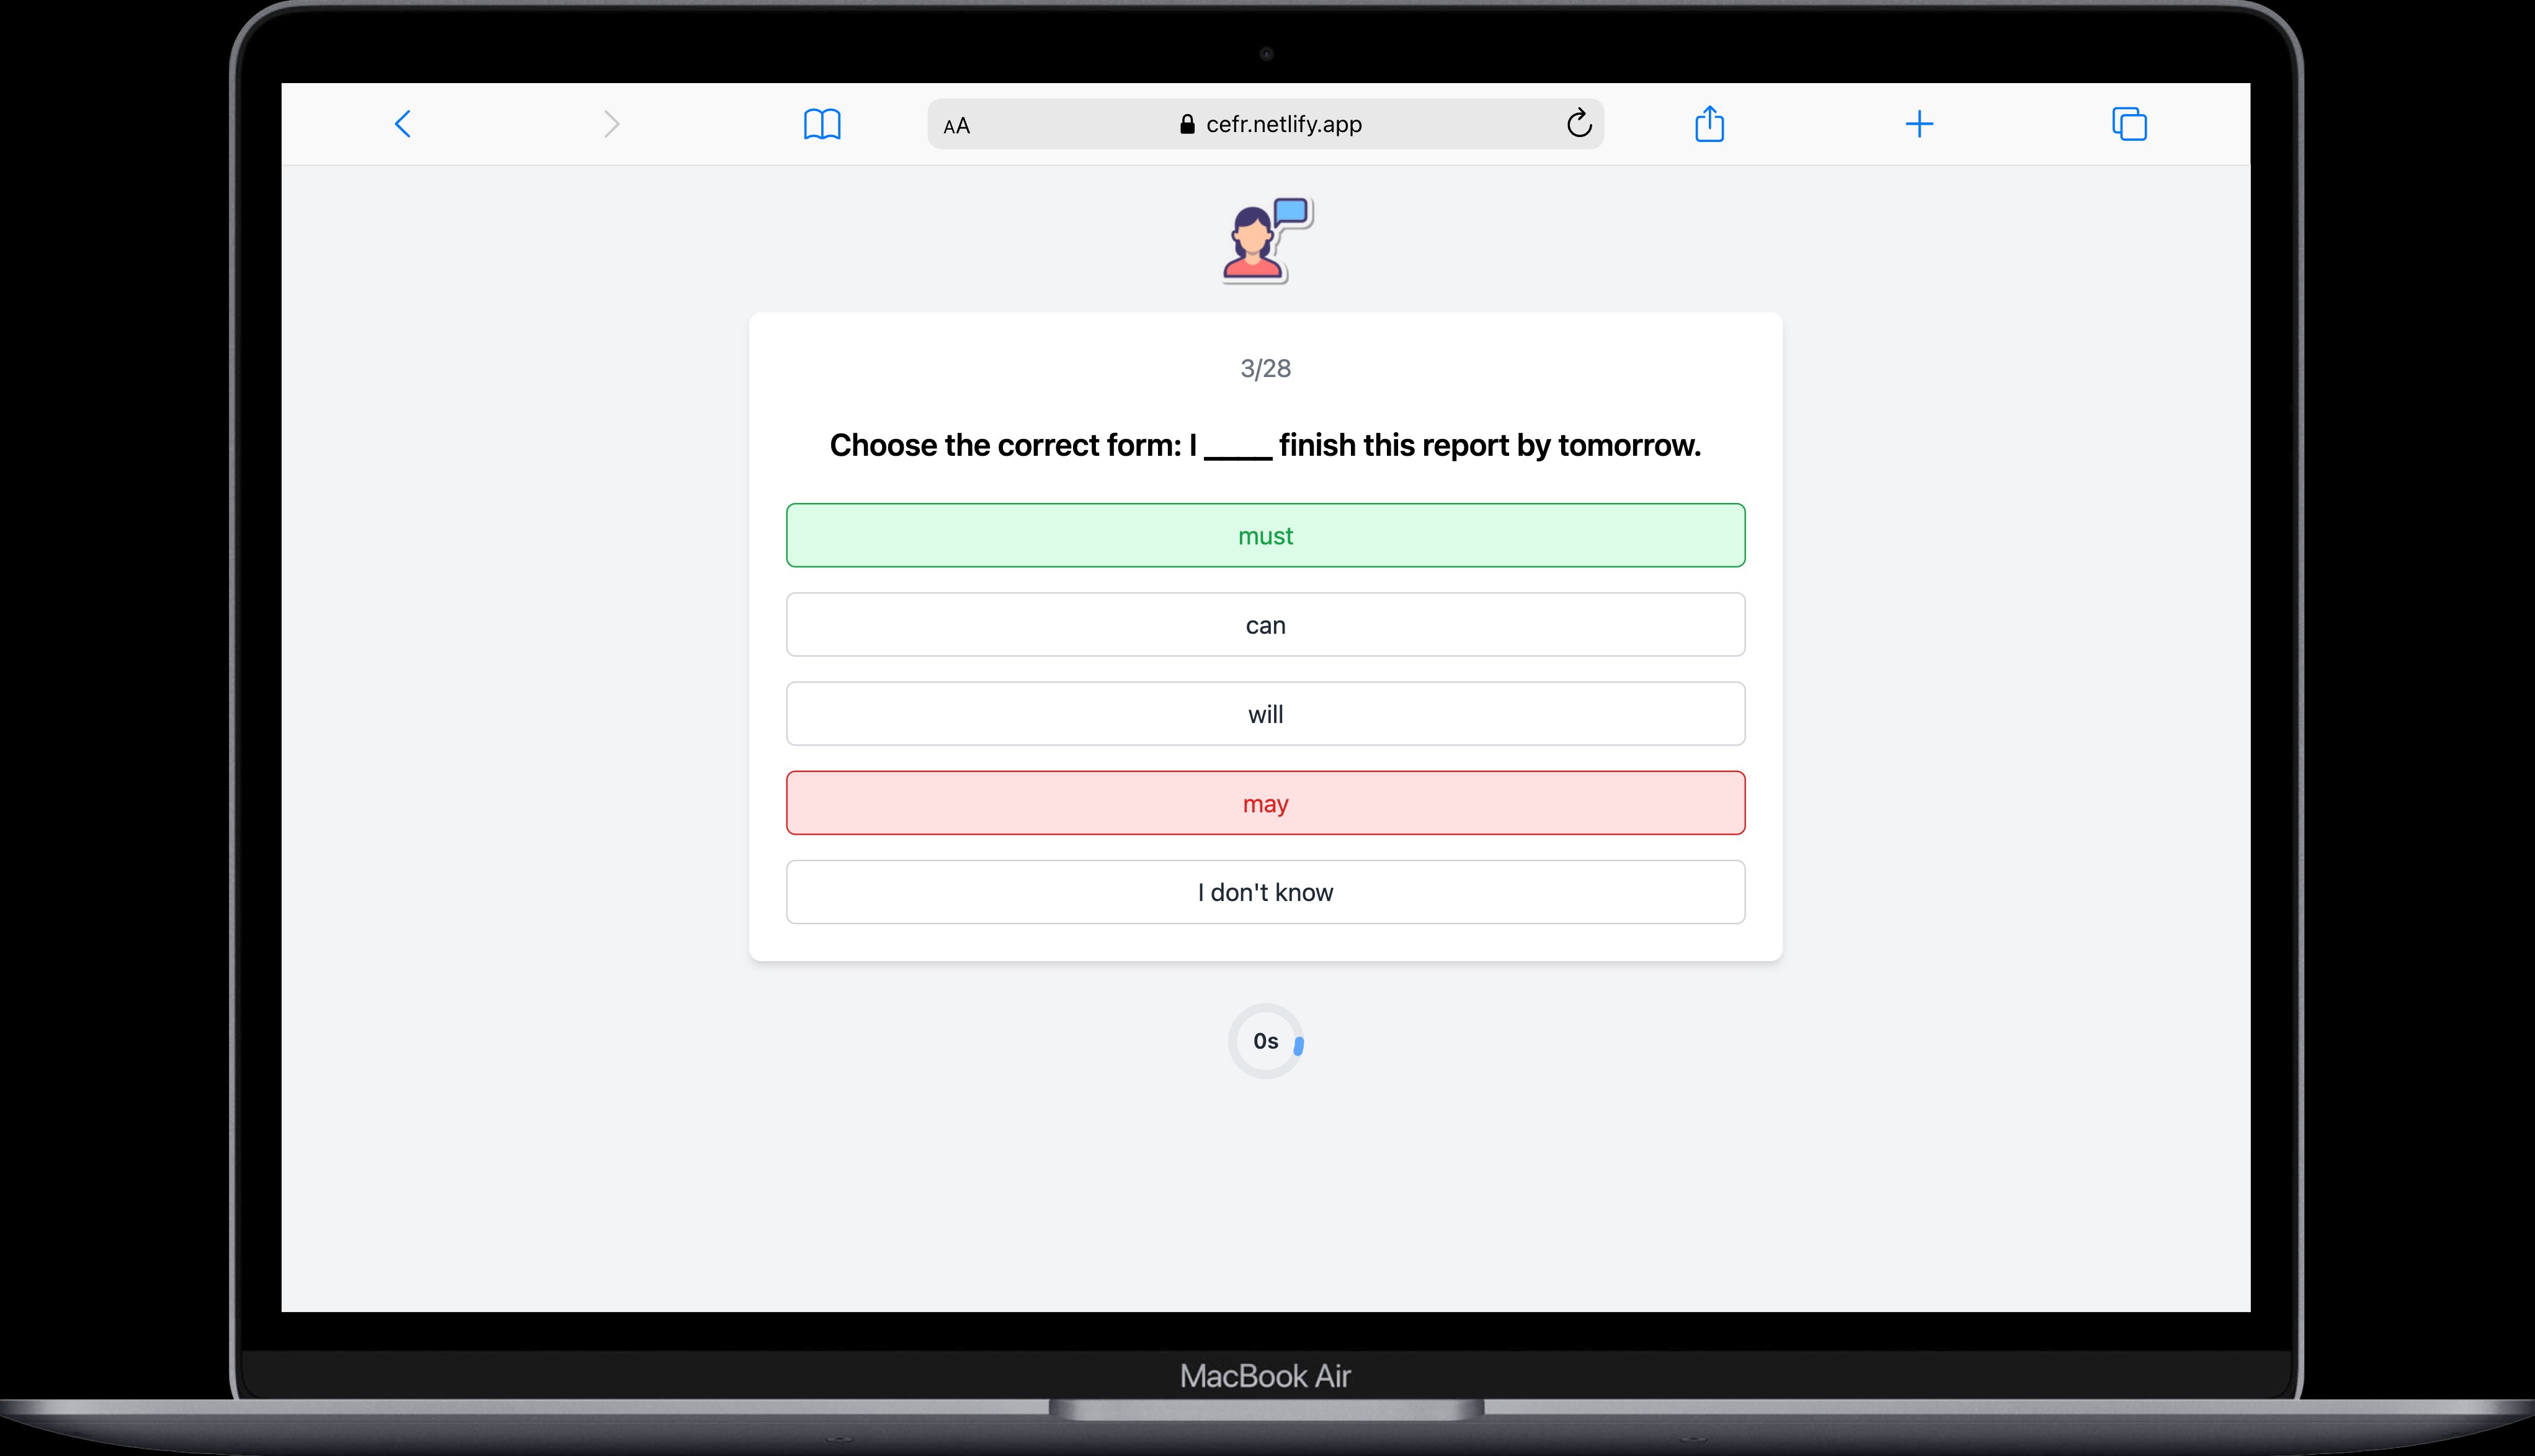 AA
cefr.netlify.app
3/28
Choose the correct form: I ____ finish this report by tomorrow.
must
can
will
may
I don't know
0s
MacBook Air